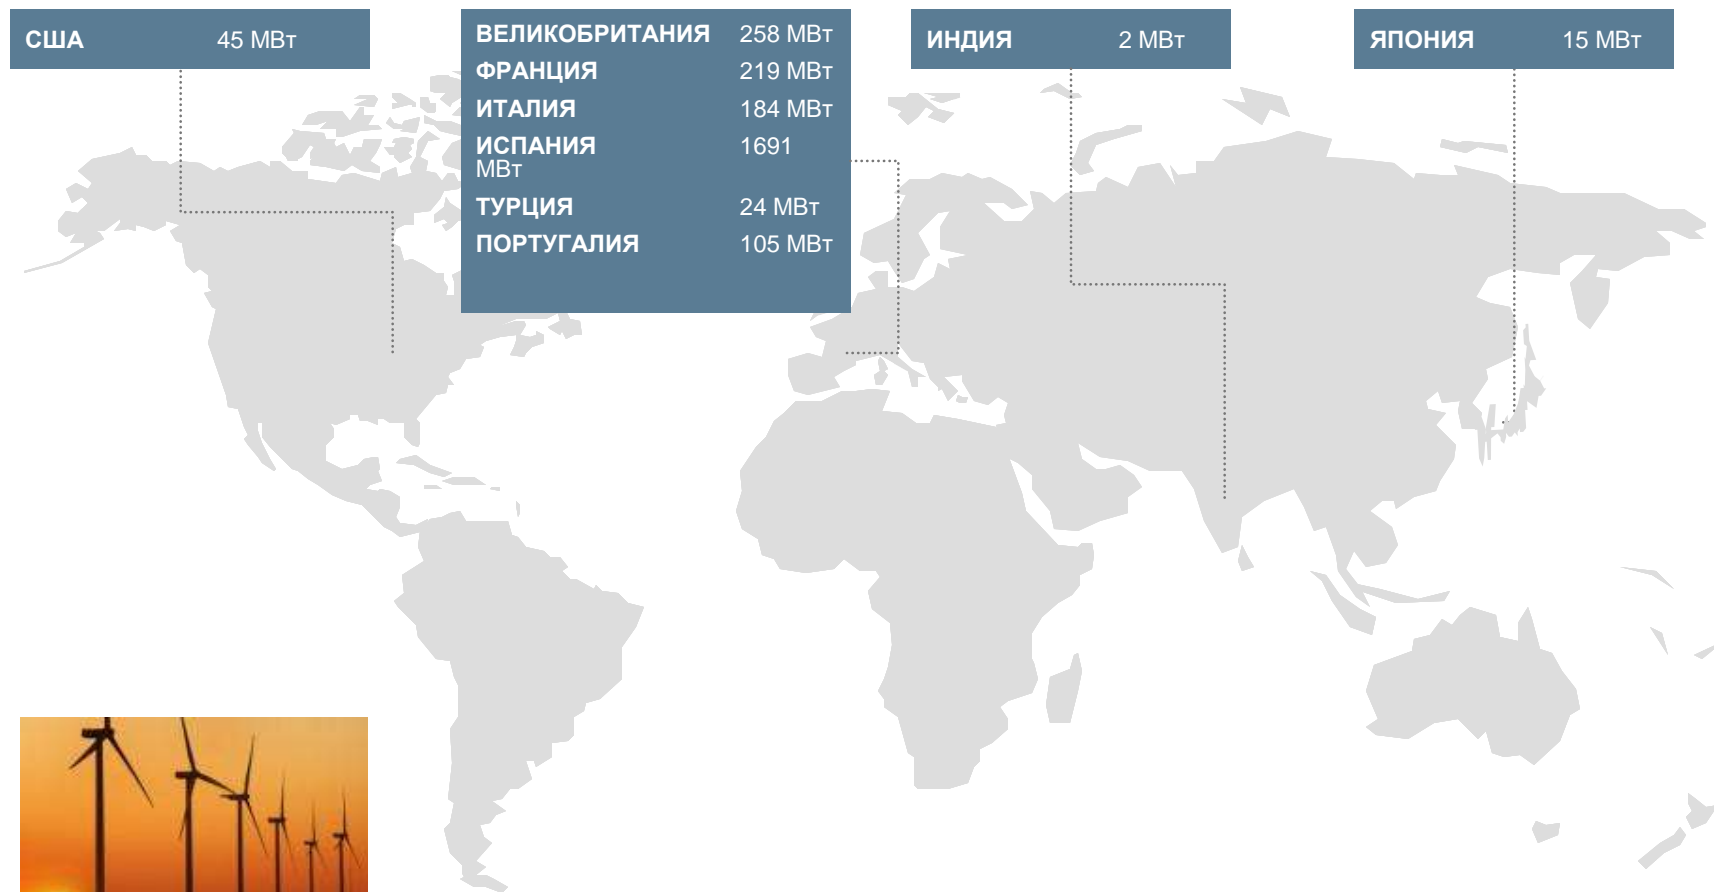 США 45 МВт
ВЕЛИКОБРИТАНИЯ 258 МВт
ФРАНЦИЯ 219 МВт
ИТАЛИЯ 184 МВт
ИСПАНИЯ 1691
МВт
ТУРЦИЯ 24 МВт
ПОРТУГАЛИЯ 105 МВт
ИНДИЯ 2 МВт
ЯПОНИЯ 15 МВт